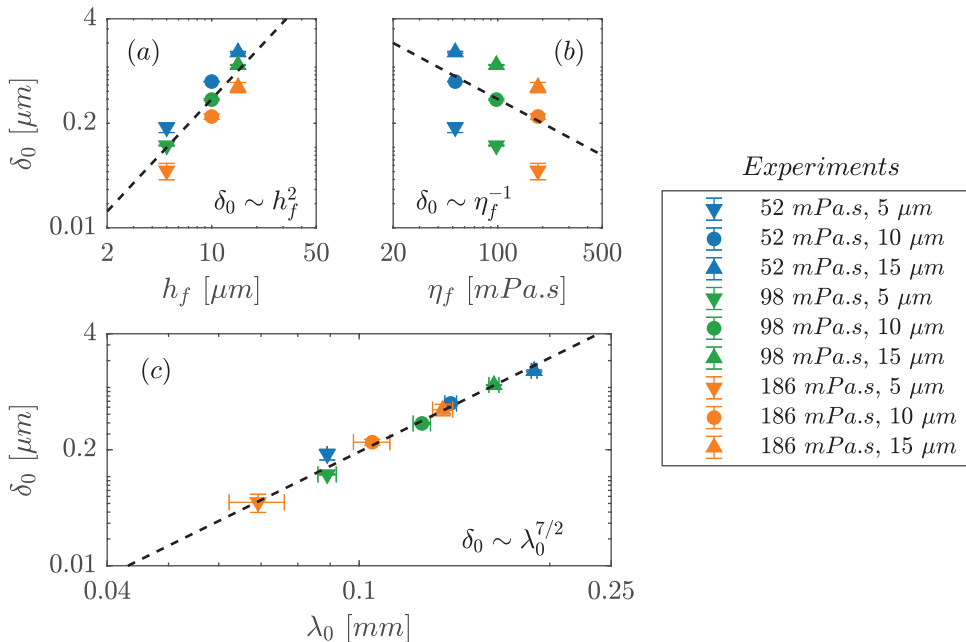 4
0.2
0.01
δ₀ [μm]
(a)
δ₀ ∼ h_f^2
2
10
50
h_f [μm]
(b)
δ₀ ∼ η_f^{-1}
20
100
500
η_f [mPa.s]
Experiments
52 mPa.s, 5 μm
52 mPa.s, 10 μm
52 mPa.s, 15 μm
98 mPa.s, 5 μm
98 mPa.s, 10 μm
98 mPa.s, 15 μm
186 mPa.s, 5 μm
186 mPa.s, 10 μm
186 mPa.s, 15 μm
4
0.2
0.01
δ₀ [μm]
(c)
δ₀ ∼ λ₀^{7/2}
0.04
0.1
0.25
λ₀ [mm]